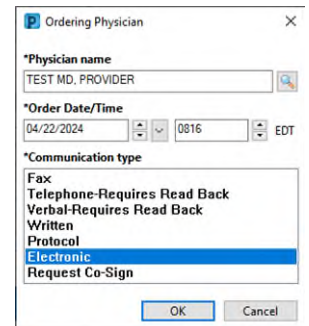 P Ordering Physician
*Physician name
TEST MD, PROVIDER
*Order Date/Time
04/22/2024 0816 EDT
*Communication type
Fax
Telephone-Requires Read Back
Verbal-Requires Read Back
Written
Protocol
Electronic
Request Co-Sign
OK Cancel